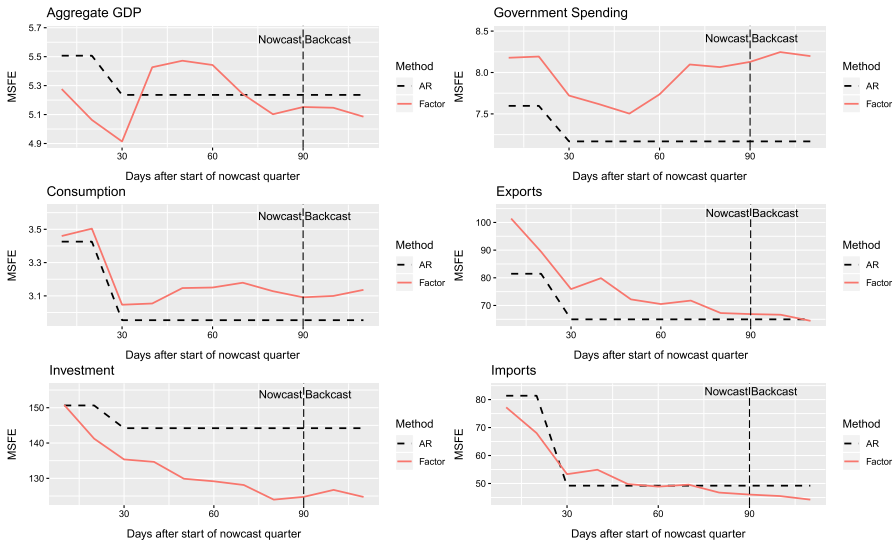 Aggregate GDP
5.7
5.5
5.3
5.1
4.9
MSFE
Nowcast Backcast
30
60
90
Days after start of nowcast quarter
Method
AR
Factor
Government Spending
8.5
8.0
7.5
MSFE
Nowcast Backcast
30
60
90
Days after start of nowcast quarter
Method
AR
Factor
Consumption
3.5
3.3
3.1
MSFE
Nowcast Backcast
30
60
90
Days after start of nowcast quarter
Method
AR
Factor
Exports
100
90
80
70
MSFE
Nowcast Backcast
30
60
90
Days after start of nowcast quarter
Method
AR
Factor
Investment
150
140
130
MSFE
Nowcast Backcast
30
60
90
Days after start of nowcast quarter
Method
AR
Factor
Imports
80
70
60
50
MSFE
Nowcast Backcast
30
60
90
Days after start of nowcast quarter
Method
AR
Factor